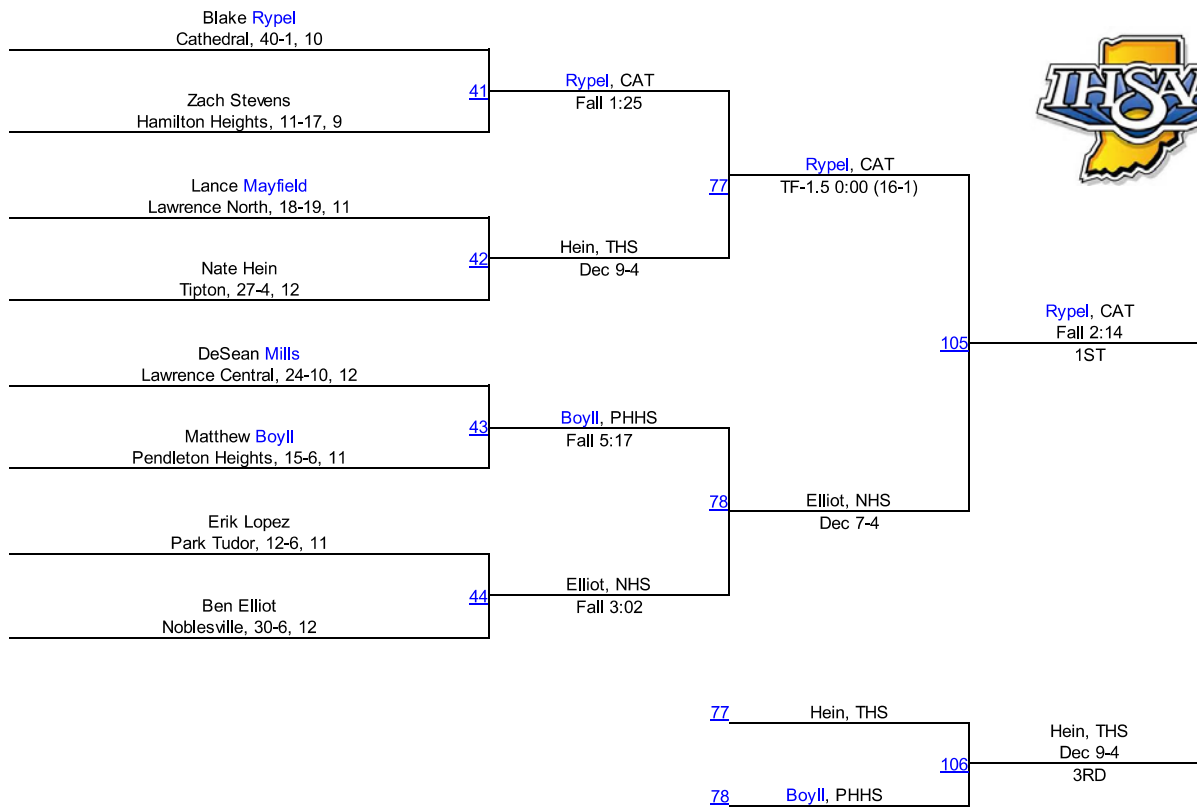 Blake Rypel
Cathedral, 40-1, 10
41
Rypel, CAT
Fall 1:25
Zach Stevens
Hamilton Heights, 11-17, 9
77
Rypel, CAT
TF-1.5 0:00 (16-1)
IHSAA
Lance Mayfield
Lawrence North, 18-19, 11
42
Hein, THS
Dec 9-4
Nate Hein
Tipton, 27-4, 12
105
Rypel, CAT
Fall 2:14
1ST
DeSean Mills
Lawrence Central, 24-10, 12
43
Boyll, PHHS
Fall 5:17
Matthew Boyll
Pendleton Heights, 15-6, 11
78
Elliot, NHS
Dec 7-4
Erik Lopez
Park Tudor, 12-6, 11
44
Elliot, NHS
Fall 3:02
Ben Elliot
Noblesville, 30-6, 12
77
Hein, THS
106
Hein, THS
Dec 9-4
3RD
78
Boyll, PHHS